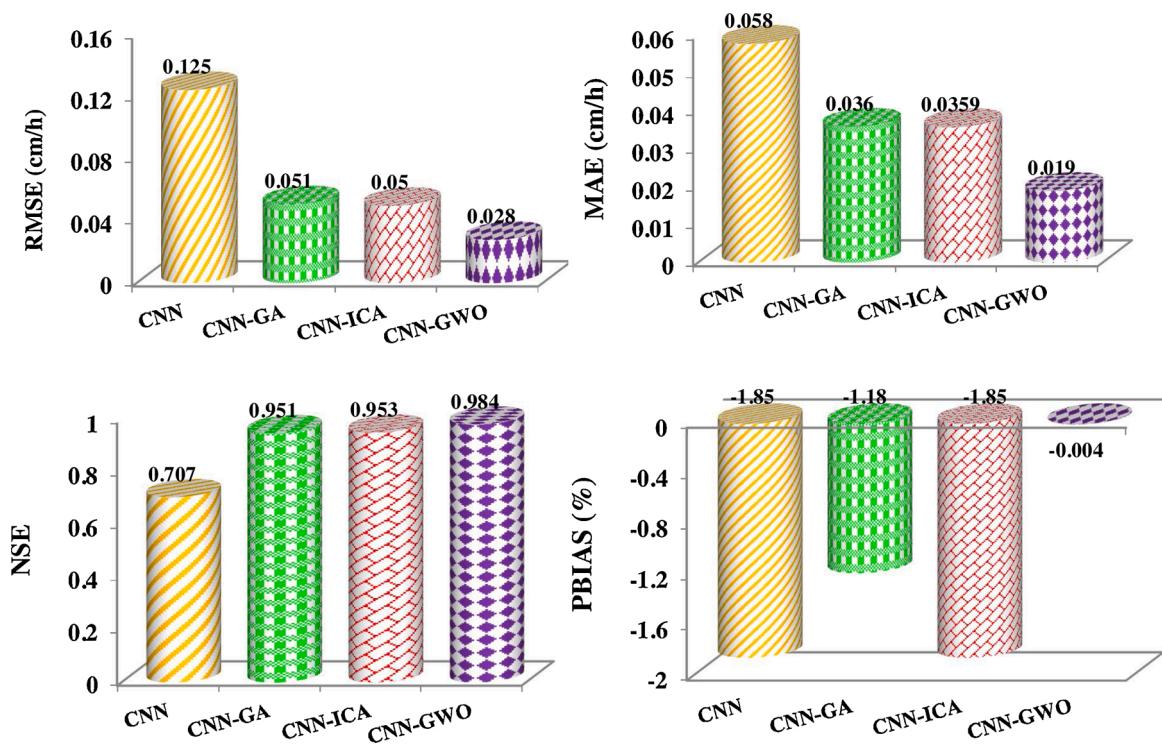 RMSE (cm/h)
0.16
0.12
0.08
0.04
0
0.125
0.051
0.05
0.028
CNN
CNN-GA
CNN-ICA
CNN-GWO
MAE (cm/h)
0.06
0.05
0.04
0.03
0.02
0.01
0
0.058
0.036
0.0359
0.019
CNN
CNN-GA
CNN-ICA
CNN-GWO
NSE
1
0.8
0.6
0.4
0.2
0
0.707
0.951
0.953
0.984
CNN
CNN-GA
CNN-ICA
CNN-GWO
PBIAS (%)
0
-0.4
-0.8
-1.2
-1.6
-2
-1.85
-1.18
-1.85
-0.004
CNN
CNN-GA
CNN-ICA
CNN-GWO